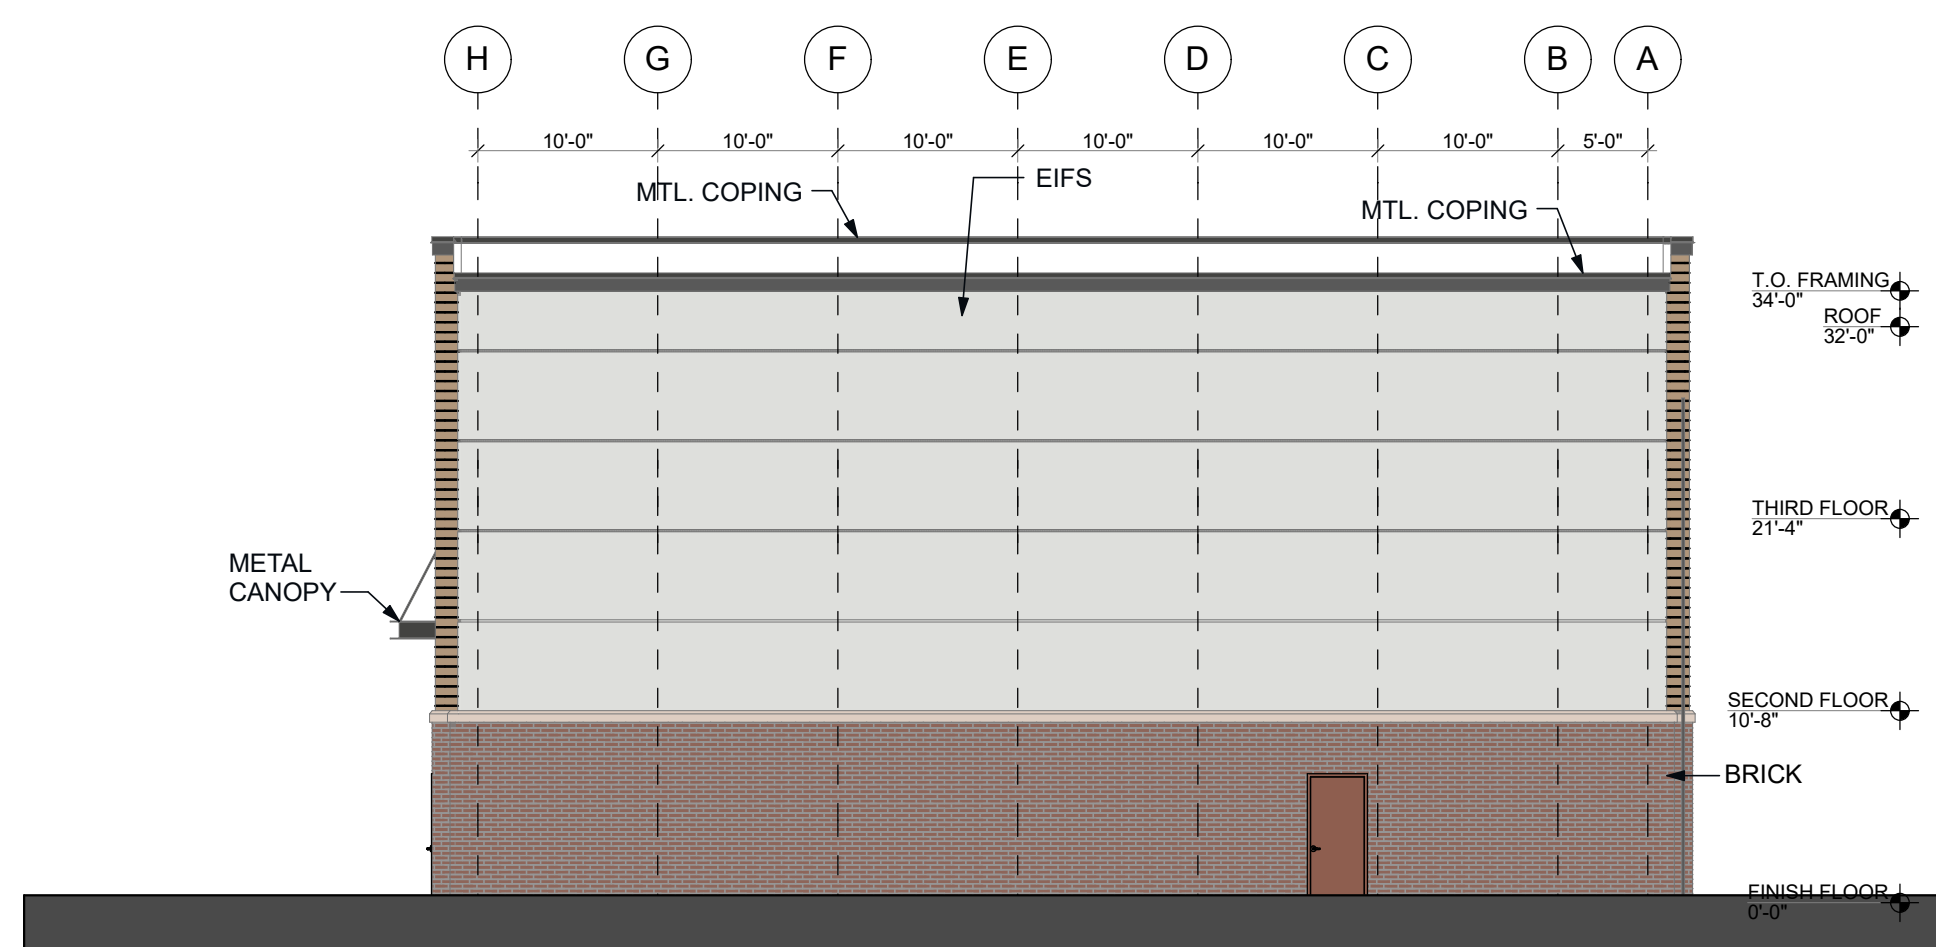 H G F E D C B A
10'-0" 10'-0" 10'-0" 10'-0" 10'-0" 10'-0" 5'-0"
EIFS
MTL. COPING
MTL. COPING
T.O. FRAMING
34'-0"
ROOF
32'-0"
THIRD FLOOR
21'-4"
METAL
CANOPY
SECOND FLOOR
10'-8"
BRICK
FINISH FLOOR
0'-0"